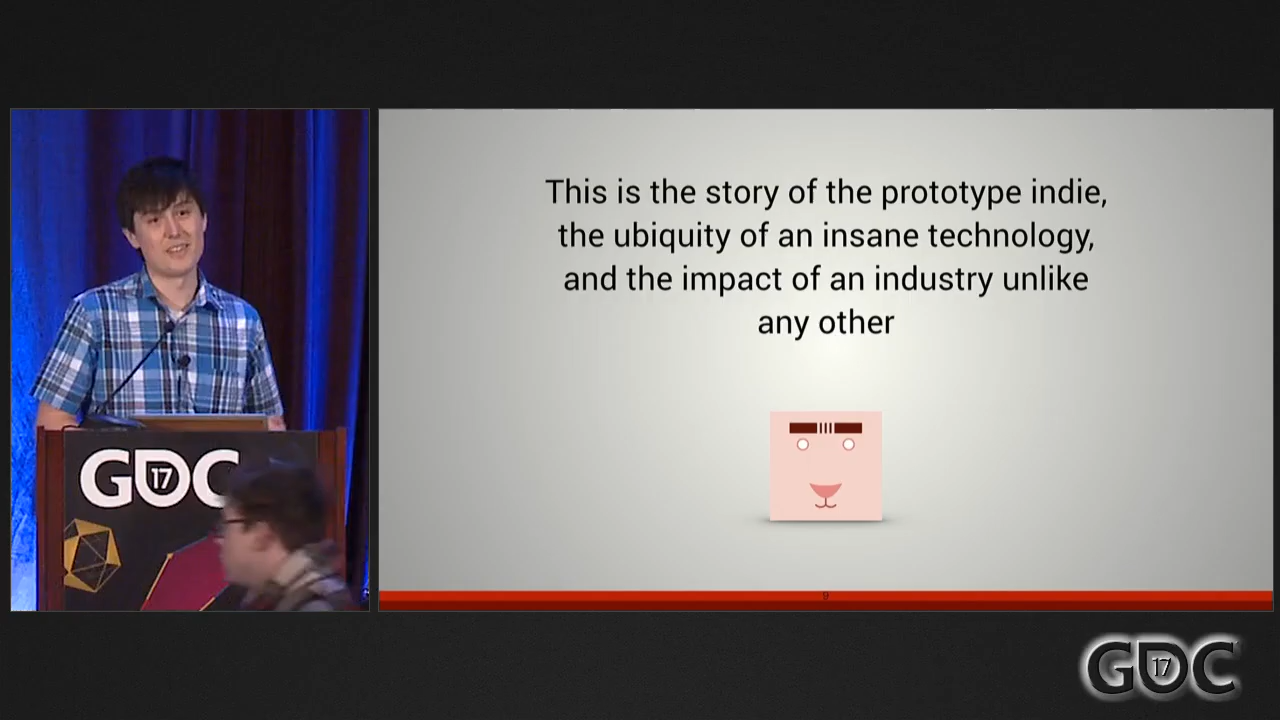 This is the story of the prototype indie,
the ubiquity of an insane technology,
and the impact of an industry unlike
any other
9
GDC
17
GDC
17